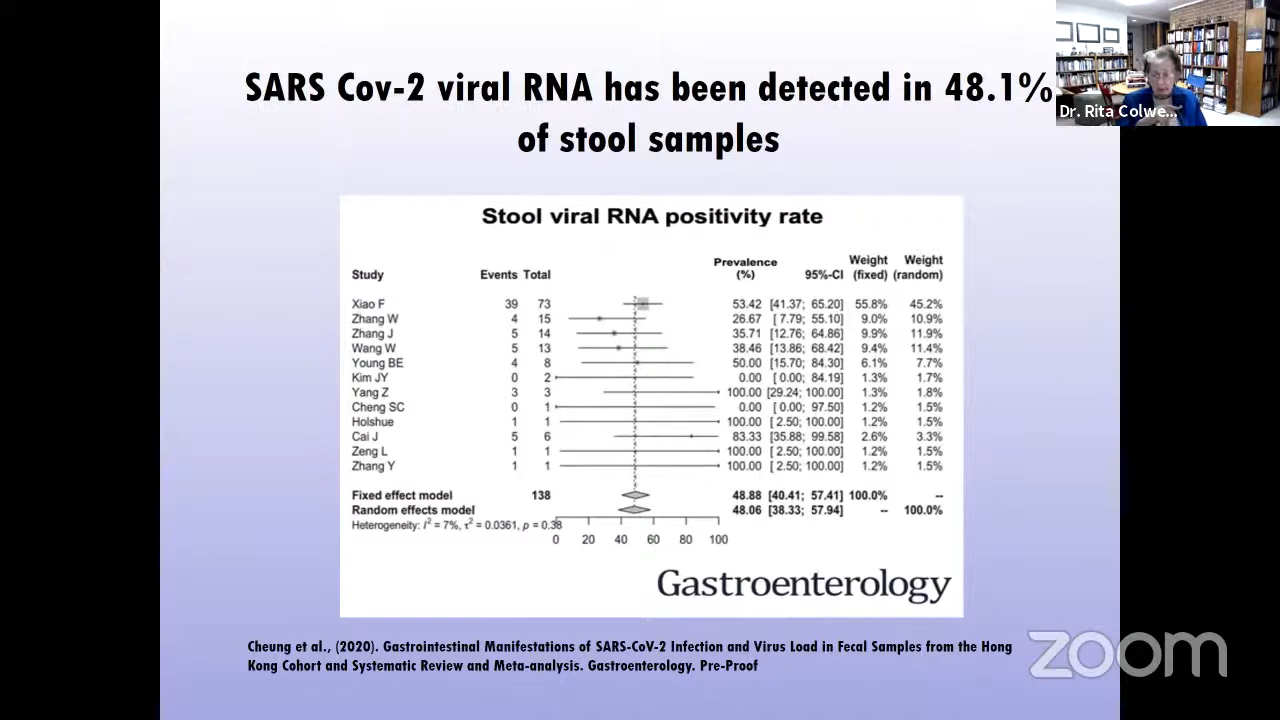 SARS Cov-2 viral RNA has been detected in 48.1%
of stool samples
Dr. Rita Colwe...
Stool viral RNA positivity rate
Study Events Total Prevalence (%) 95%-CI Weight (fixed) Weight (random)
Xiao F 39 73 53.42 [41.37; 65.20] 55.8% 45.2%
Zhang W 4 15 26.67 [ 7.79; 55.10] 9.0% 10.9%
Zhang J 5 14 35.71 [12.76; 64.86] 9.9% 11.9%
Wang W 5 13 38.46 [13.86; 68.42] 9.4% 11.4%
Young BE 4 8 50.00 [15.70; 84.30] 6.1% 7.7%
Kim JY 0 2 0.00 [ 0.00; 84.19] 1.3% 1.7%
Yang Z 3 3 100.00 [29.24; 100.00] 1.3% 1.8%
Cheng SC 0 1 0.00 [ 0.00; 97.50] 1.2% 1.5%
Holshue 1 1 100.00 [ 2.50; 100.00] 1.2% 1.5%
Cai J 5 6 83.33 [35.88; 99.58] 2.6% 3.3%
Zeng L 1 1 100.00 [ 2.50; 100.00] 1.2% 1.5%
Zhang Y 1 1 100.00 [ 2.50; 100.00] 1.2% 1.5%
Fixed effect model 138 48.88 [40.41; 57.41] 100.0% --
Random effects model 48.06 [38.33; 57.94] -- 100.0%
Heterogeneity: I² = 7%, τ² = 0.0361, p = 0.38
0 20 40 60 80 100
Gastroenterology
Cheung et al., (2020). Gastrointestinal Manifestations of SARS-CoV-2 Infection and Virus Load in Fecal Samples from the Hong
Kong Cohort and Systematic Review and Meta-analysis. Gastroenterology. Pre-Proof
zoom